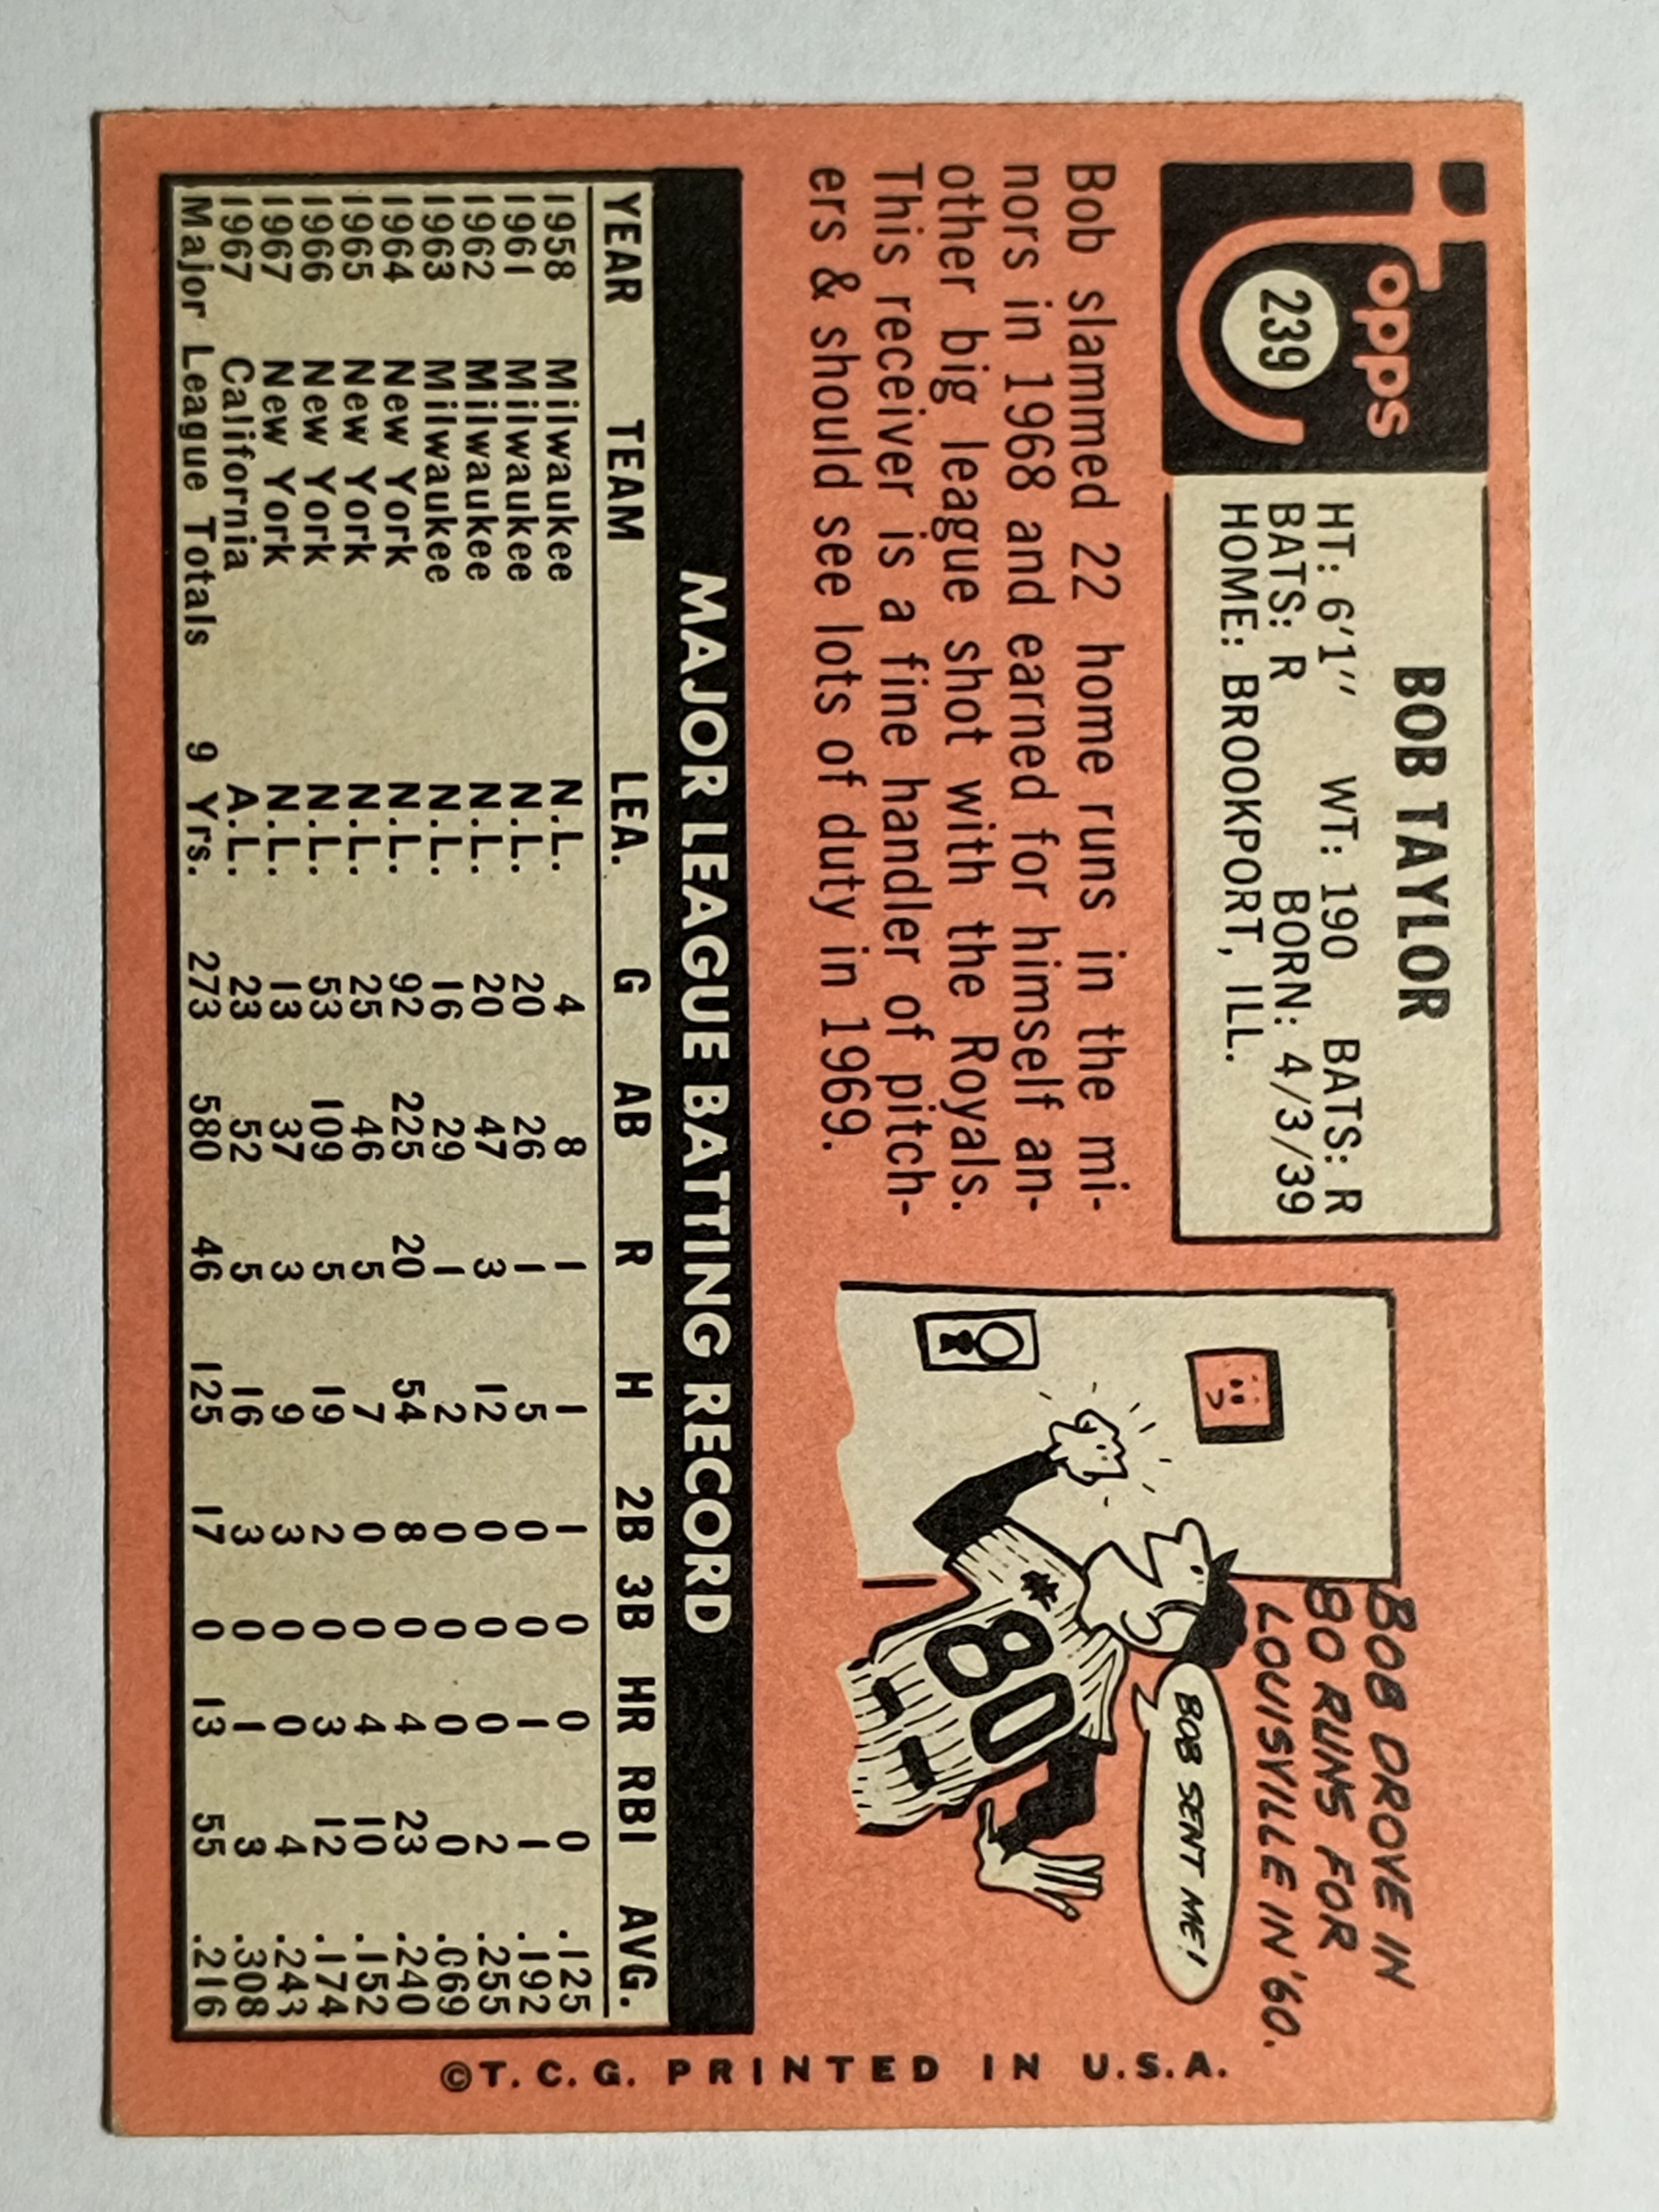 Topps
239
BOB TAYLOR
HT: 6'1" WT: 190 BATS: R
BATS: R BORN: 4/3/39
HOME: BROOKPORT, ILL.
Bob slammed 22 home runs in the mi-
nors in 1968 and earned for himself an-
other big league shot with the Royals.
This receiver is a fine handler of pitch-
ers & should see lots of duty in 1969.
BOB DROVE IN
80 RUNS FOR
LOUISVILLE IN '60.
BOB SENT ME!
80
MAJOR LEAGUE BATTING RECORD
YEAR TEAM LEA. G AB R H 2B 3B HR RBI AVG.
1958 Milwaukee N.L. 4 8 1 1 1 0 0 0 .125
1961 Milwaukee N.L. 20 26 1 5 0 0 1 1 .192
1962 Milwaukee N.L. 20 47 3 12 0 0 0 2 .255
1963 Milwaukee N.L. 16 29 1 2 0 0 0 0 .069
1964 New York N.L. 92 225 20 54 8 0 4 23 .240
1965 New York N.L. 25 46 5 7 0 0 4 10 .152
1966 New York N.L. 53 109 5 19 2 0 3 12 .174
1967 New York N.L. 13 37 3 9 3 0 0 4 .243
1967 California A.L. 23 52 5 16 3 0 1 3 .308
Major League Totals 9 Yrs. 273 580 46 125 17 0 13 55 .216
©T.C.G. PRINTED IN U.S.A.